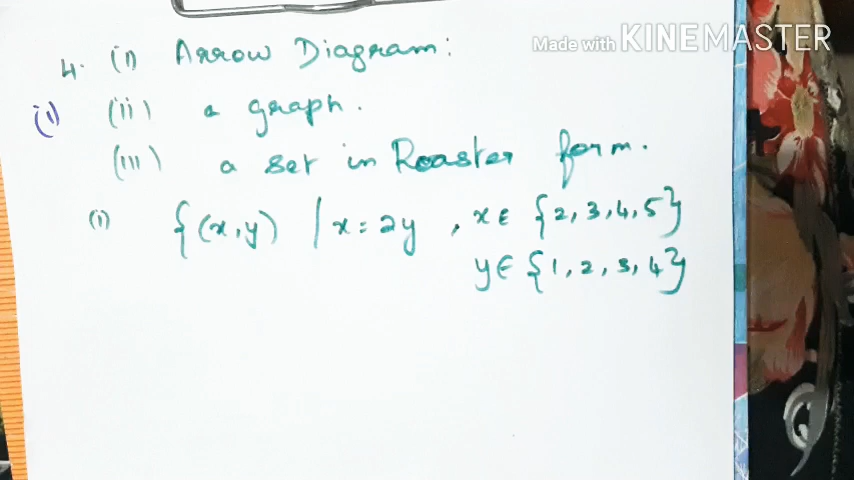 Made with KINEMASTER
4. (i) Arrow Diagram:
(i) (ii) a graph.
(iii) a set in Roaster form.
(i) {(x,y) / x = 2y , x ∈ {2, 3, 4, 5}
y ∈ {1, 2, 3, 4}